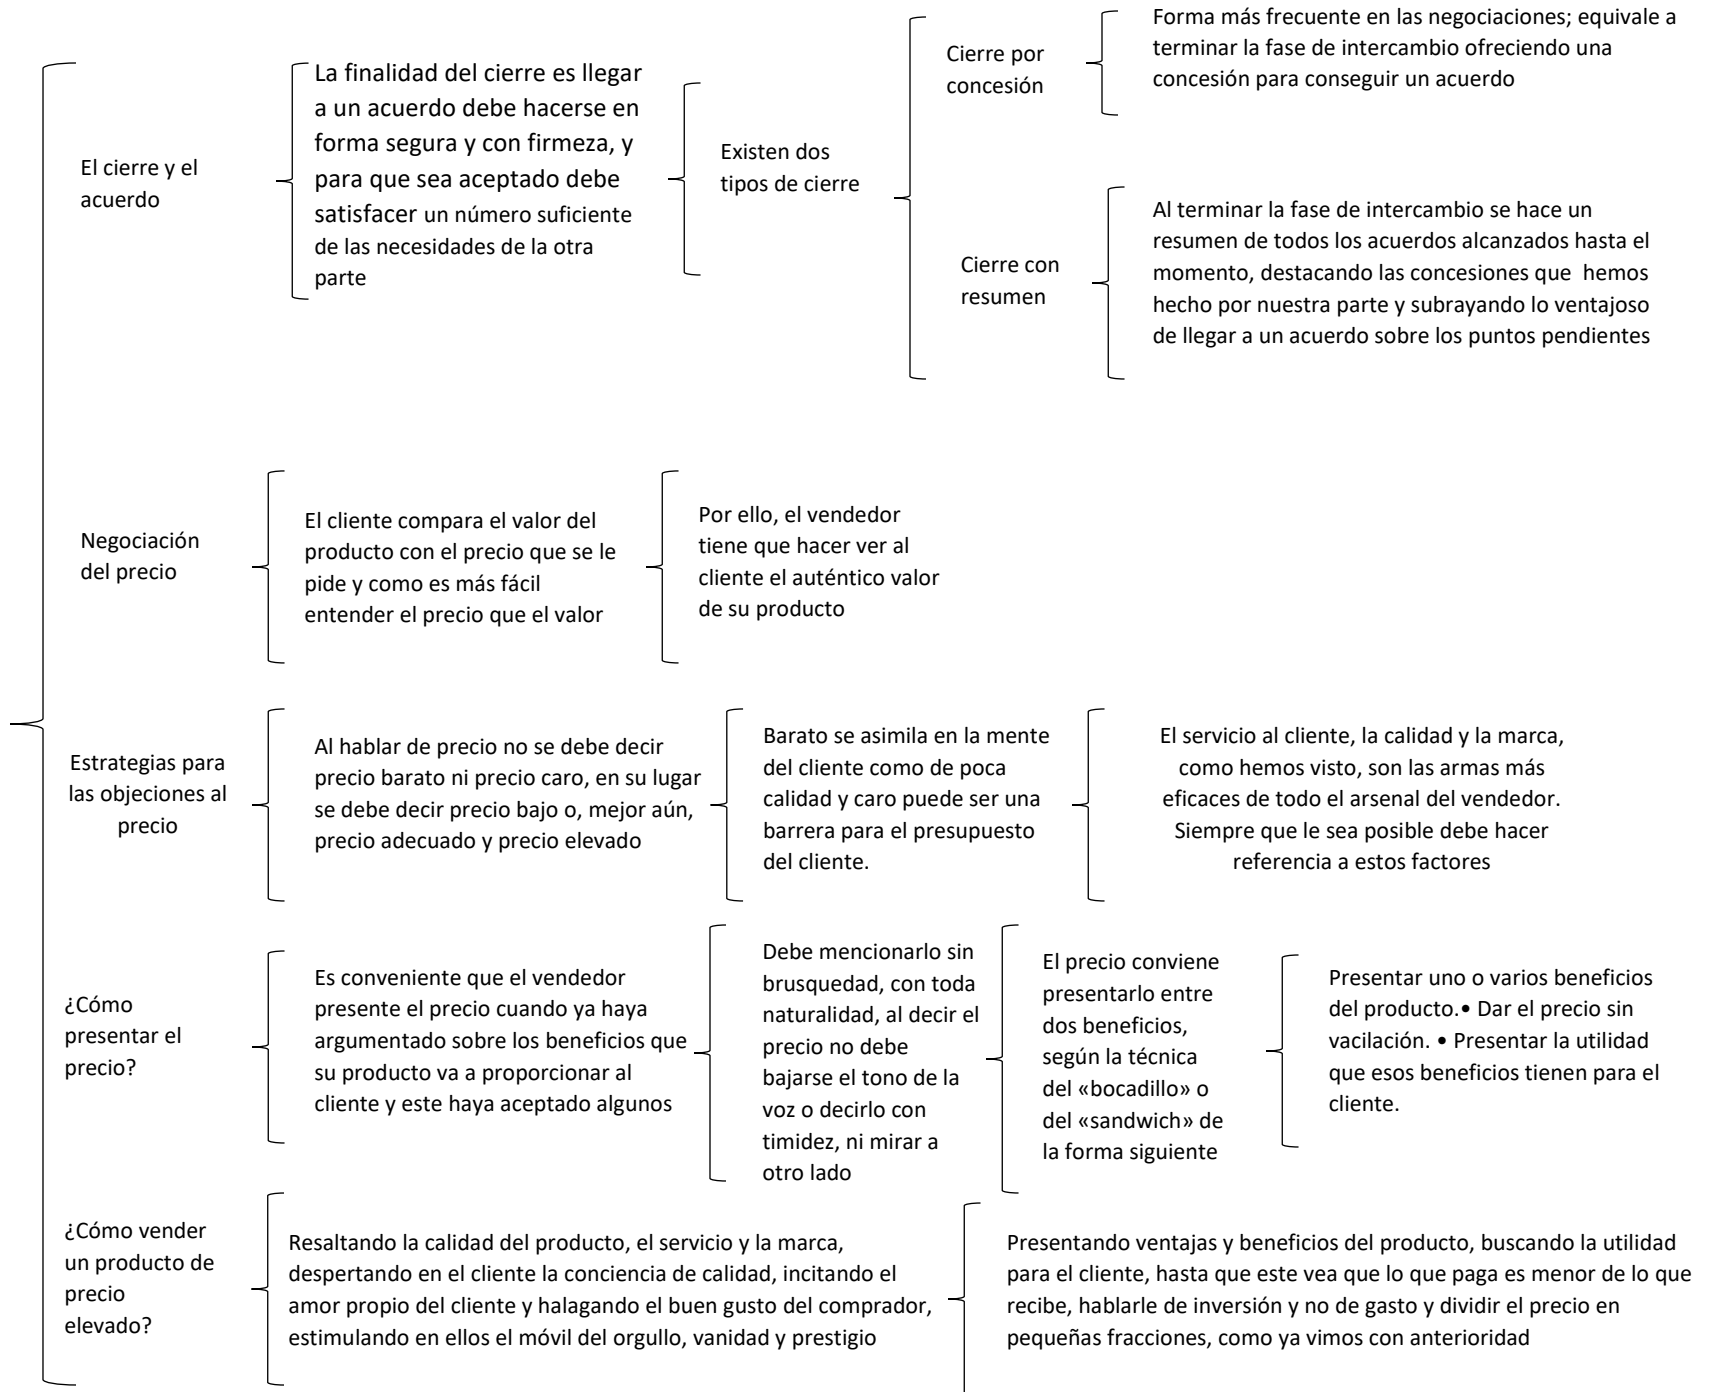 El cierre y el
acuerdo
La finalidad del cierre es llegar
a un acuerdo debe hacerse en
forma segura y con firmeza, y
para que sea aceptado debe
satisfacer un número suficiente
de las necesidades de la otra
parte
Existen dos
tipos de cierre
Cierre por
concesión
Forma más frecuente en las negociaciones; equivale a
terminar la fase de intercambio ofreciendo una
concesión para conseguir un acuerdo
Cierre con
resumen
Al terminar la fase de intercambio se hace un
resumen de todos los acuerdos alcanzados hasta el
momento, destacando las concesiones que  hemos
hecho por nuestra parte y subrayando lo ventajoso
de llegar a un acuerdo sobre los puntos pendientes
Negociación
del precio
El cliente compara el valor del
producto con el precio que se le
pide y como es más fácil
entender el precio que el valor
Por ello, el vendedor
tiene que hacer ver al
cliente el auténtico valor
de su producto
Estrategias para
las objeciones al
precio
Al hablar de precio no se debe decir
precio barato ni precio caro, en su lugar
se debe decir precio bajo o, mejor aún,
precio adecuado y precio elevado
Barato se asimila en la mente
del cliente como de poca
calidad y caro puede ser una
barrera para el presupuesto
del cliente.
El servicio al cliente, la calidad y la marca,
como hemos visto, son las armas más
eficaces de todo el arsenal del vendedor.
Siempre que le sea posible debe hacer
referencia a estos factores
¿Cómo
presentar el
precio?
Es conveniente que el vendedor
presente el precio cuando ya haya
argumentado sobre los beneficios que
su producto va a proporcionar al
cliente y este haya aceptado algunos
Debe mencionarlo sin
brusquedad, con toda
naturalidad, al decir el
precio no debe
bajarse el tono de la
voz o decirlo con
timidez, ni mirar a
otro lado
El precio conviene
presentarlo entre
dos beneficios,
según la técnica
del «bocadillo» o
del «sandwich» de
la forma siguiente
Presentar uno o varios beneficios
del producto.• Dar el precio sin
vacilación. • Presentar la utilidad
que esos beneficios tienen para el
cliente.
¿Cómo vender
un producto de
precio
elevado?
Resaltando la calidad del producto, el servicio y la marca,
despertando en el cliente la conciencia de calidad, incitando el
amor propio del cliente y halagando el buen gusto del comprador,
estimulando en ellos el móvil del orgullo, vanidad y prestigio
Presentando ventajas y beneficios del producto, buscando la utilidad
para el cliente, hasta que este vea que lo que paga es menor de lo que
recibe, hablarle de inversión y no de gasto y dividir el precio en
pequeñas fracciones, como ya vimos con anterioridad